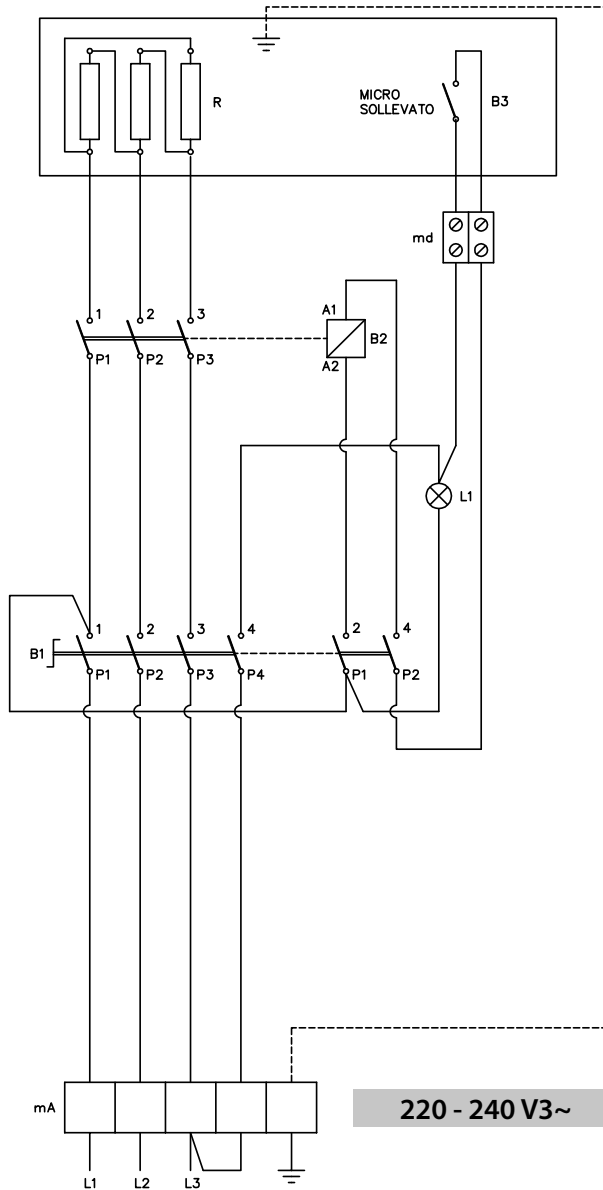 R
MICRO
SOLLEVATO
B3
md
1 2 3
A1
B2
A2
P1 P2 P3
L1
1 2 3 4 2 4
B1
P1 P2 P3 P4 P1 P2
mA
220 - 240 V3~
L1 L2 L3